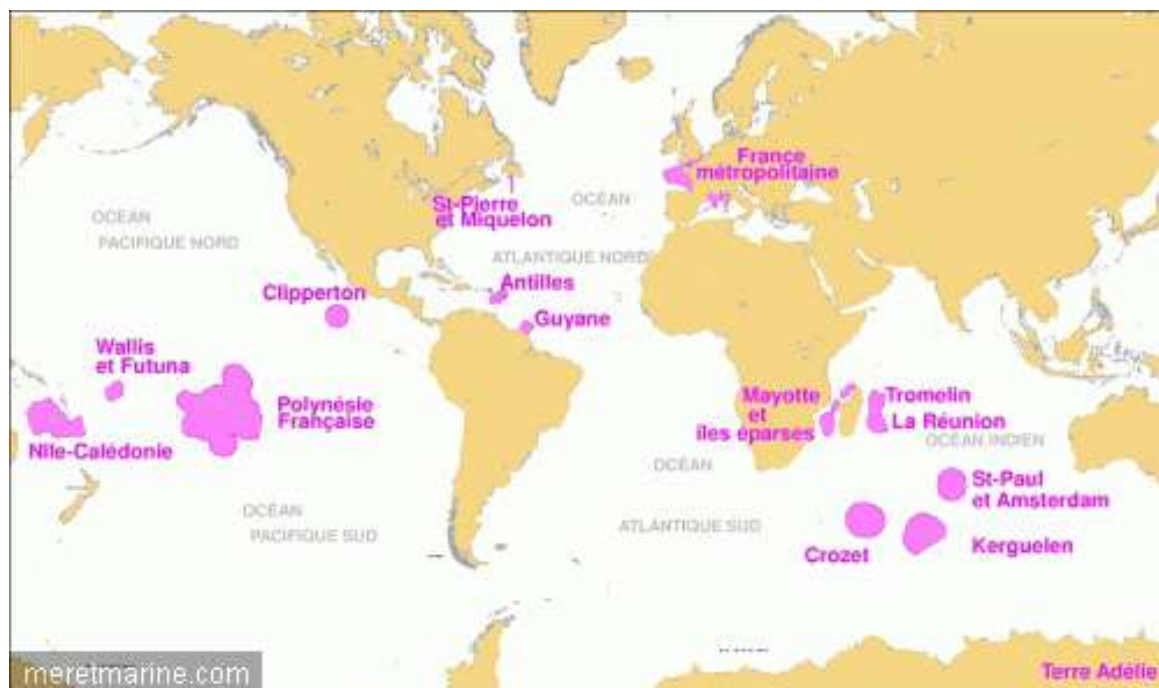 France
métropolitaine
St-Pierre
et Miquelon
OCÉAN
ATLANTIQUE NORD
OCÉAN
PACIFIQUE NORD
Clipperton
Antilles
Guyane
Wallis
et Futuna
Polynésie
Française
Nlle-Calédonie
Mayotte
et
îles éparses
Tromelin
La Réunion
OCÉAN INDIEN
OCÉAN
ATLANTIQUE SUD
St-Paul
et Amsterdam
OCÉAN
PACIFIQUE SUD
Crozet
Kerguelen
Terre Adélie
meretmarine.com